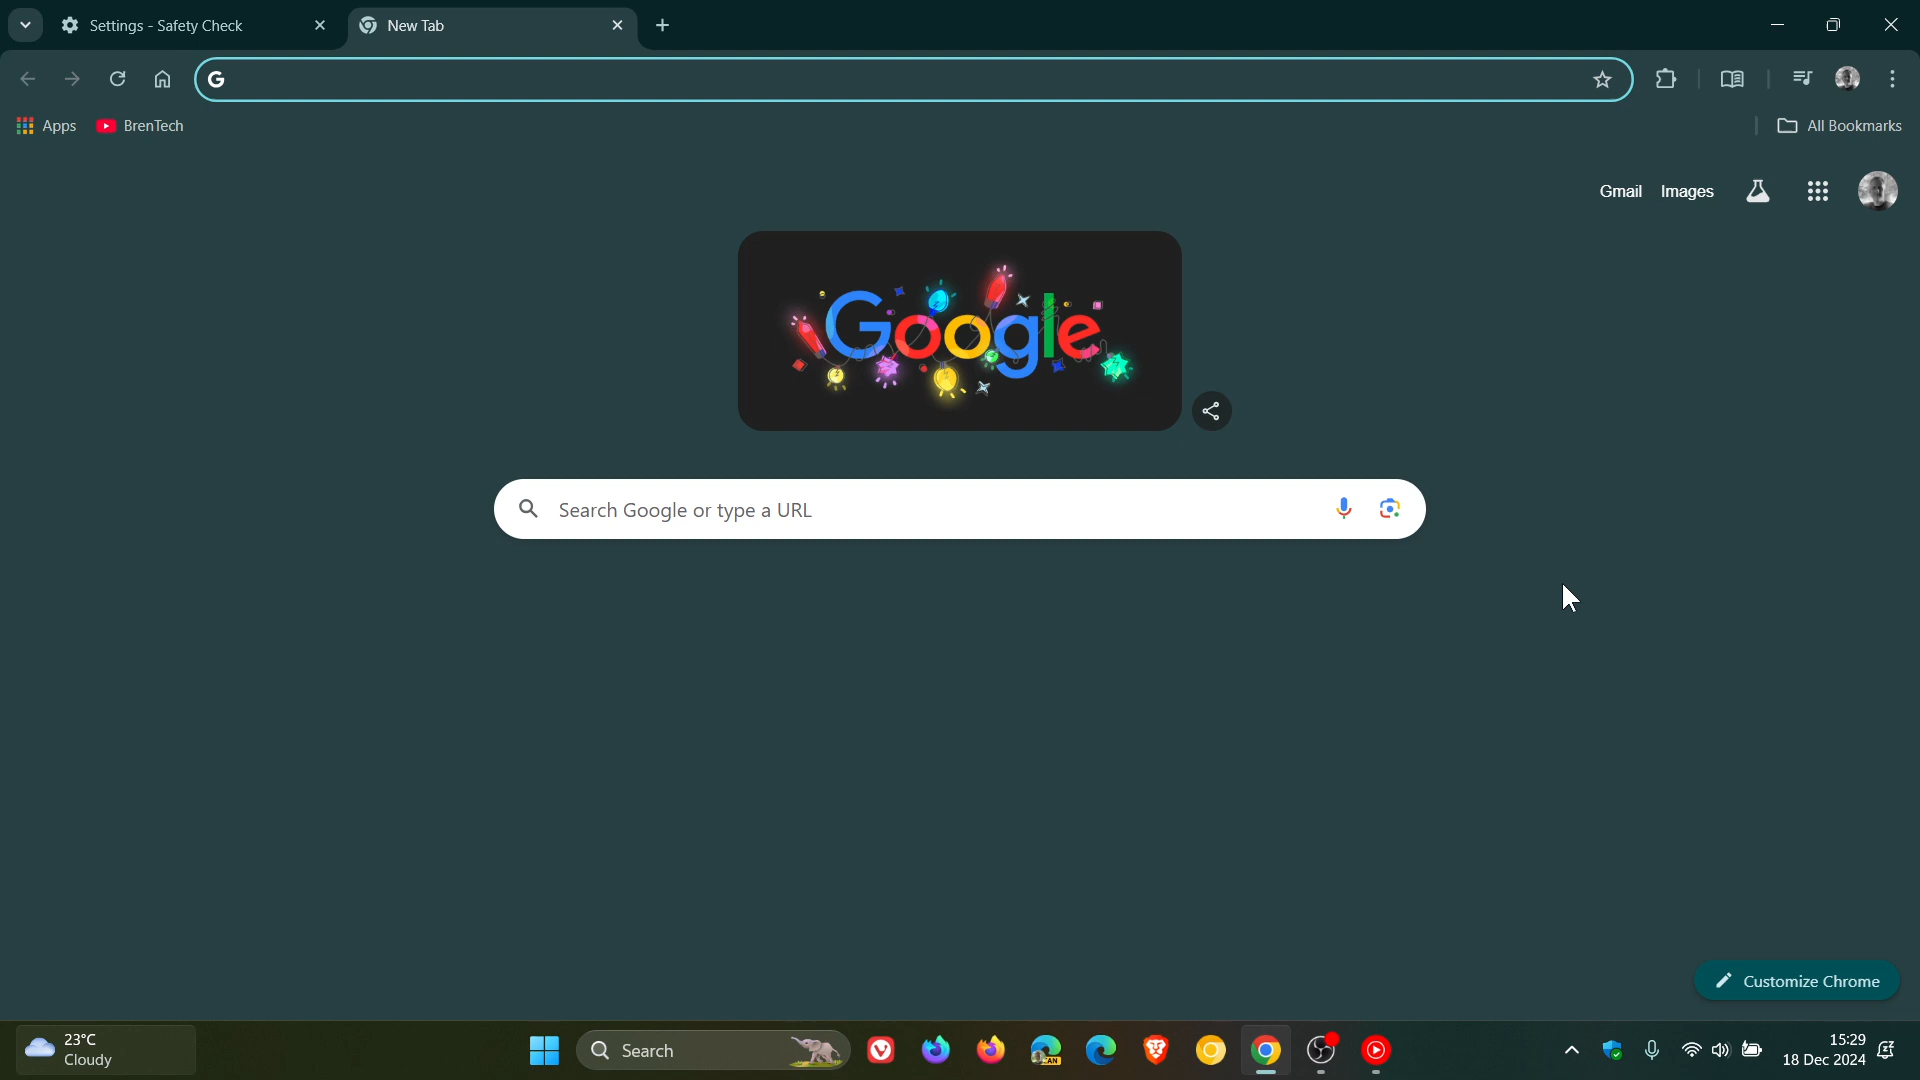 Settings - Safety Check
New Tab
Apps
BrenTech
All Bookmarks
Gmail
Images
Google
Search Google or type a URL
Customize Chrome
23°C
Cloudy
Search
CAN
15:29
18 Dec 2024